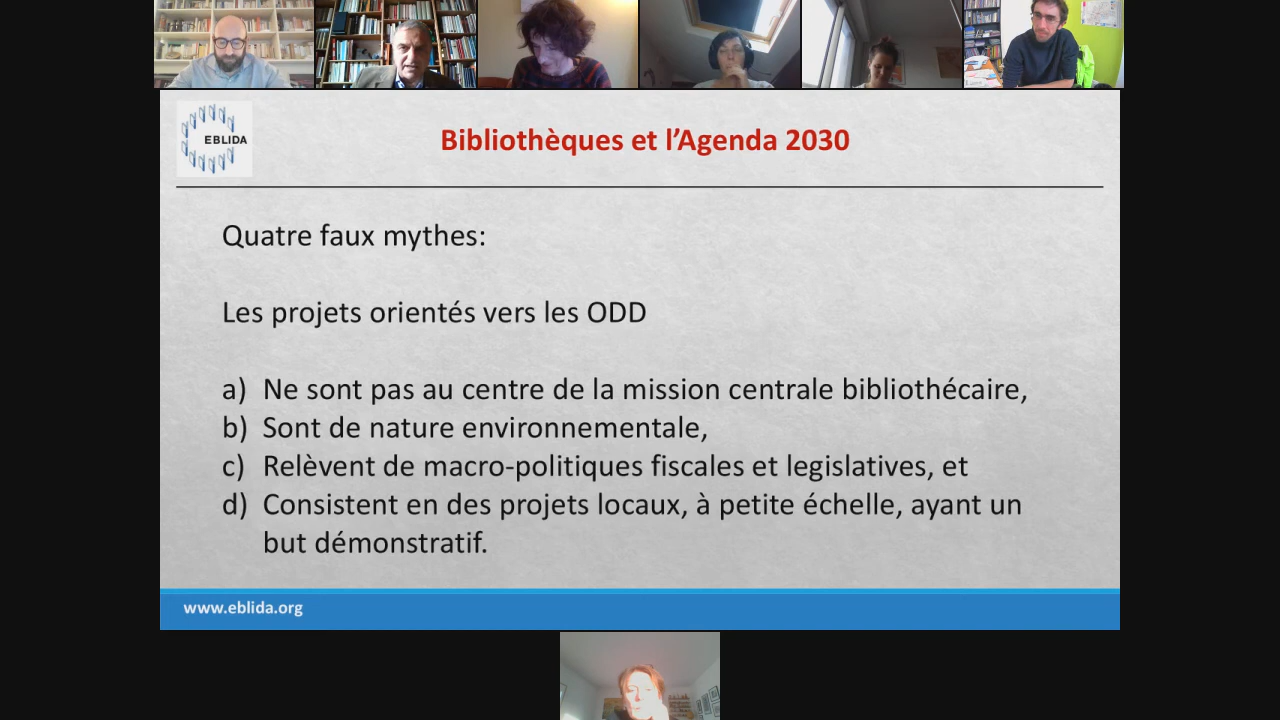 EBLIDA
Bibliothèques et l’Agenda 2030
Quatre faux mythes:
Les projets orientés vers les ODD
a) Ne sont pas au centre de la mission centrale bibliothécaire,
b) Sont de nature environnementale,
c) Relèvent de macro-politiques fiscales et legislatives, et
d) Consistent en des projets locaux, à petite échelle, ayant un
but démonstratif.
www.eblida.org